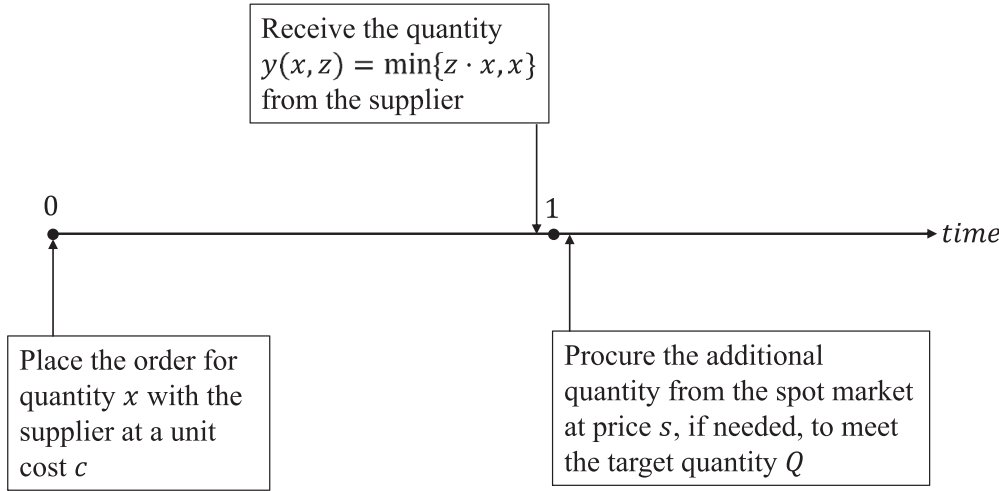 Receive the quantity
y(x, z) = min{z · x, x}
from the supplier
0
1
time
Place the order for
quantity x with the
supplier at a unit
cost c
Procure the additional
quantity from the spot market
at price s, if needed, to meet
the target quantity Q